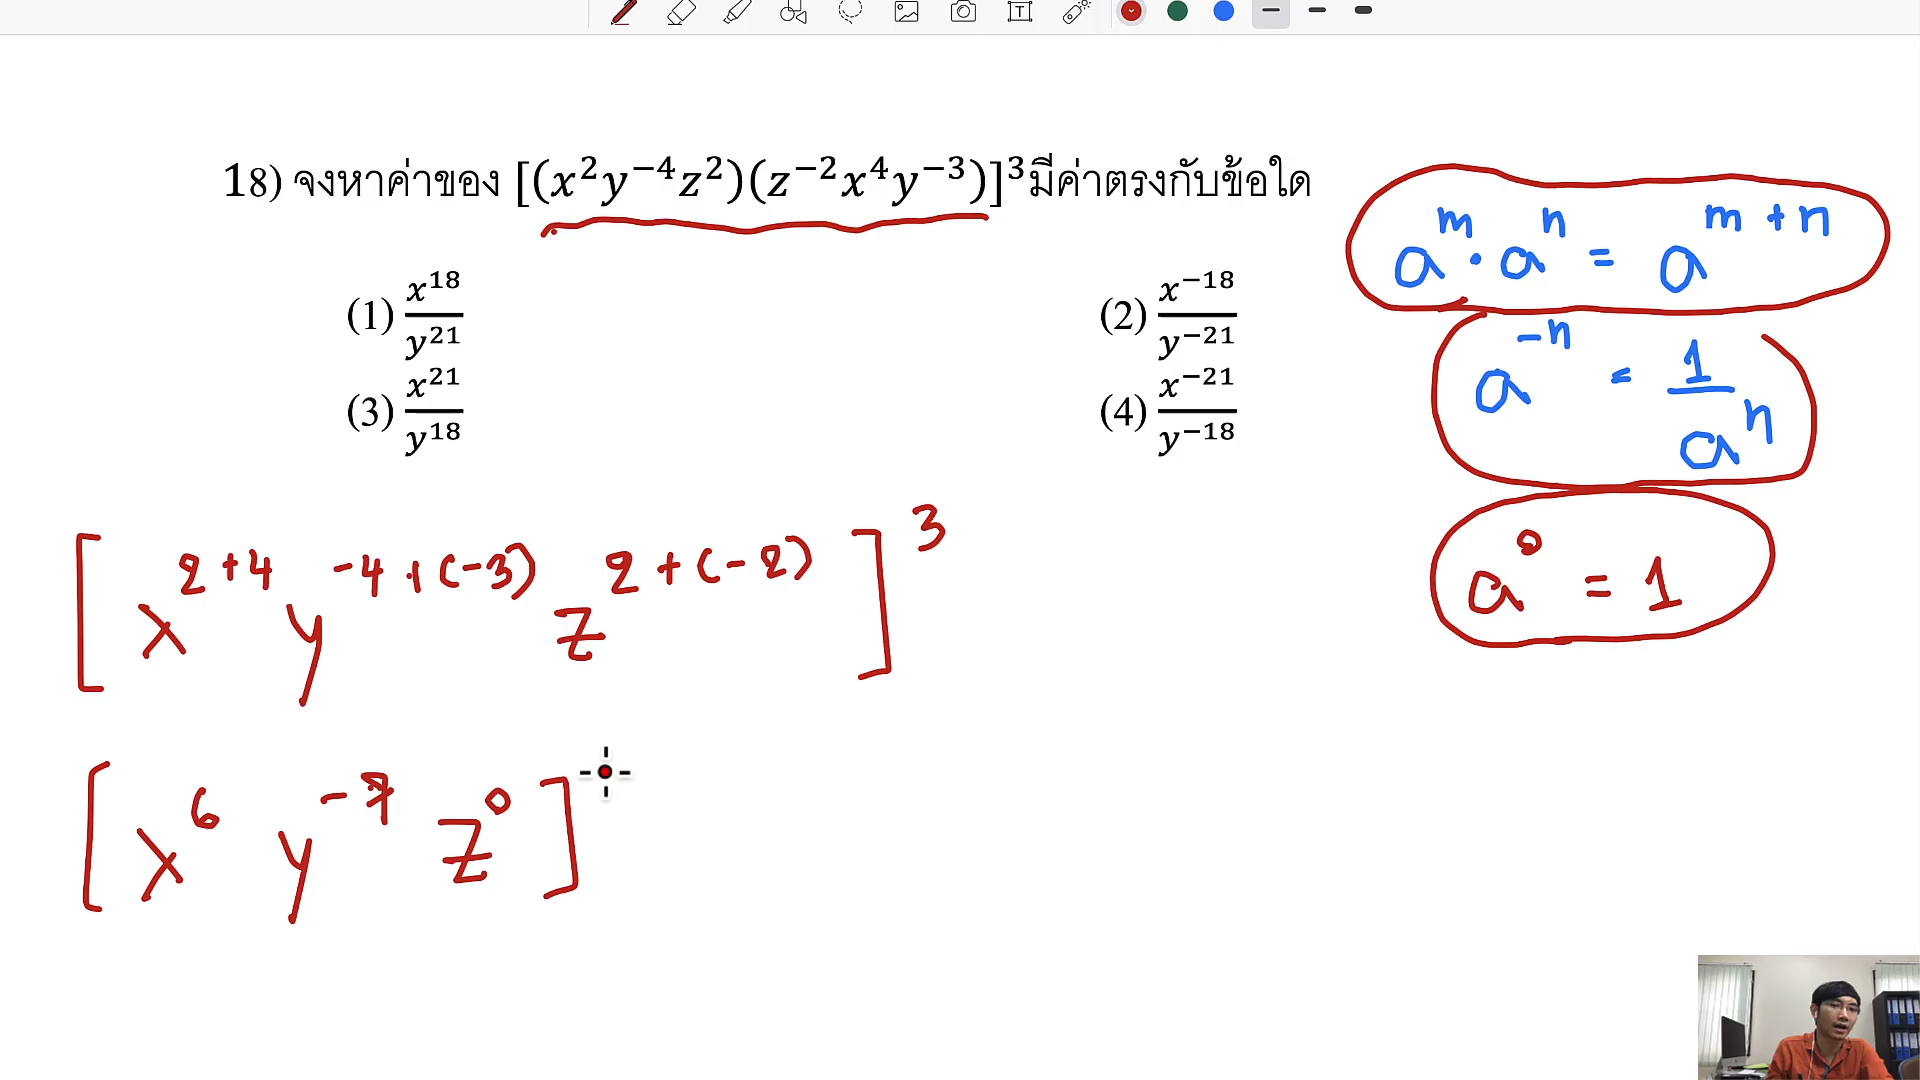 18) จงหาค่าของ [(x²y⁻⁴z²)(z⁻²x⁴y⁻³)]³มีค่าตรงกับข้อใด
(1) x¹⁸/y²¹ (2) x⁻¹⁸/y⁻²¹
(3) x²¹/y¹⁸ (4) x⁻²¹/y⁻¹⁸
aᵐ · aⁿ = aᵐ⁺ⁿ
a⁻ⁿ = 1/aⁿ
a⁰ = 1
[x²⁺⁴ y⁻⁴⁺⁽⁻³⁾ z²⁺⁽⁻²⁾]³
[x⁶ y⁻⁷ z⁰]